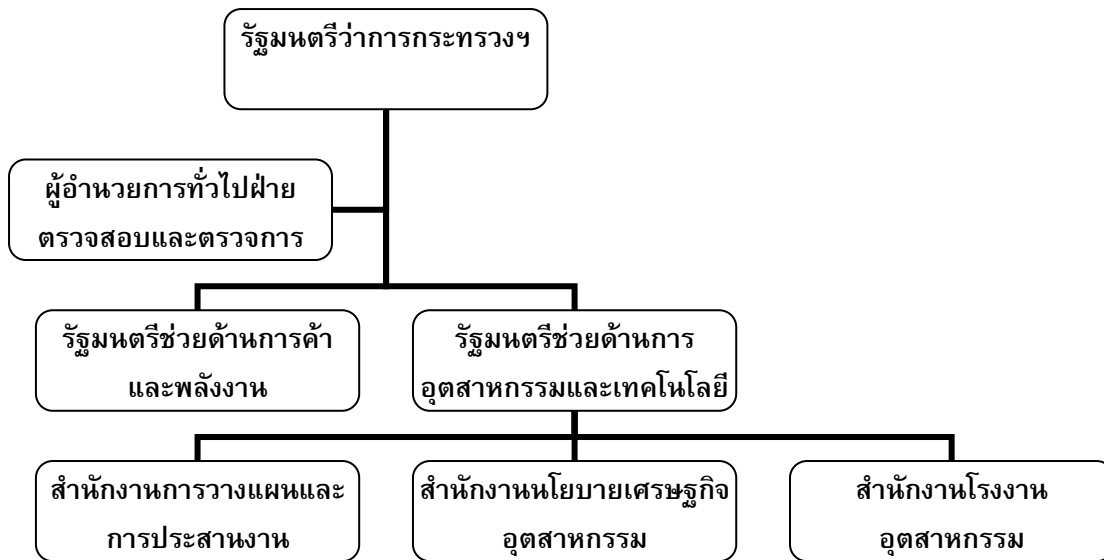 รัฐมนตรีว่าการกระทรวงฯ
ผู้อำนวยการทั่วไปฝ่าย
ตรวจสอบและตรวจการ
รัฐมนตรีช่วยด้านการค้า
และพลังงาน
รัฐมนตรีช่วยด้านการ
อุตสาหกรรมและเทคโนโลยี
สำนักงานการวางแผนและ
การประสานงาน
สำนักงานนโยบายเศรษฐกิจ
อุตสาหกรรม
สำนักงานโรงงาน
อุตสาหกรรม